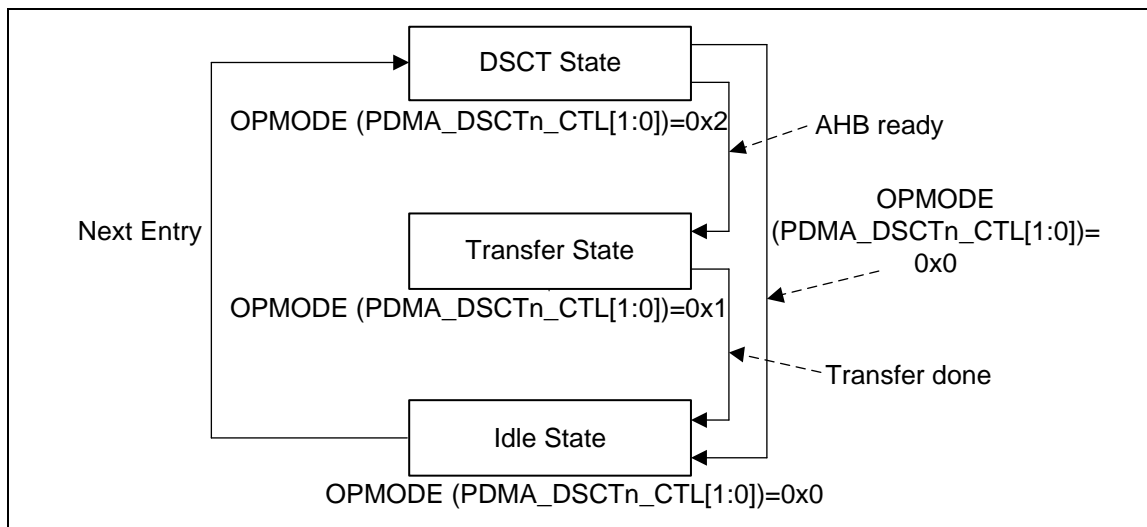 DSCT State
OPMODE (PDMA_DSCTn_CTL[1:0])=0x2
AHB ready
OPMODE
(PDMA_DSCTn_CTL[1:0])=
0x0
Next Entry
Transfer State
OPMODE (PDMA_DSCTn_CTL[1:0])=0x1
Transfer done
Idle State
OPMODE (PDMA_DSCTn_CTL[1:0])=0x0